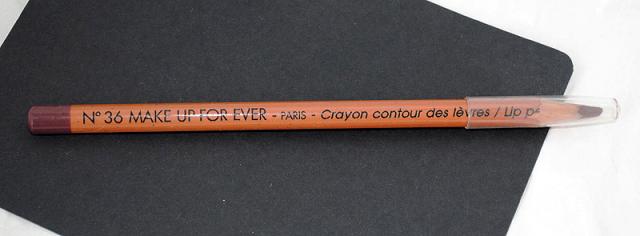 N° 36 MAKE UP FOR EVER - PARIS - Crayon contour des lèvres / Lip